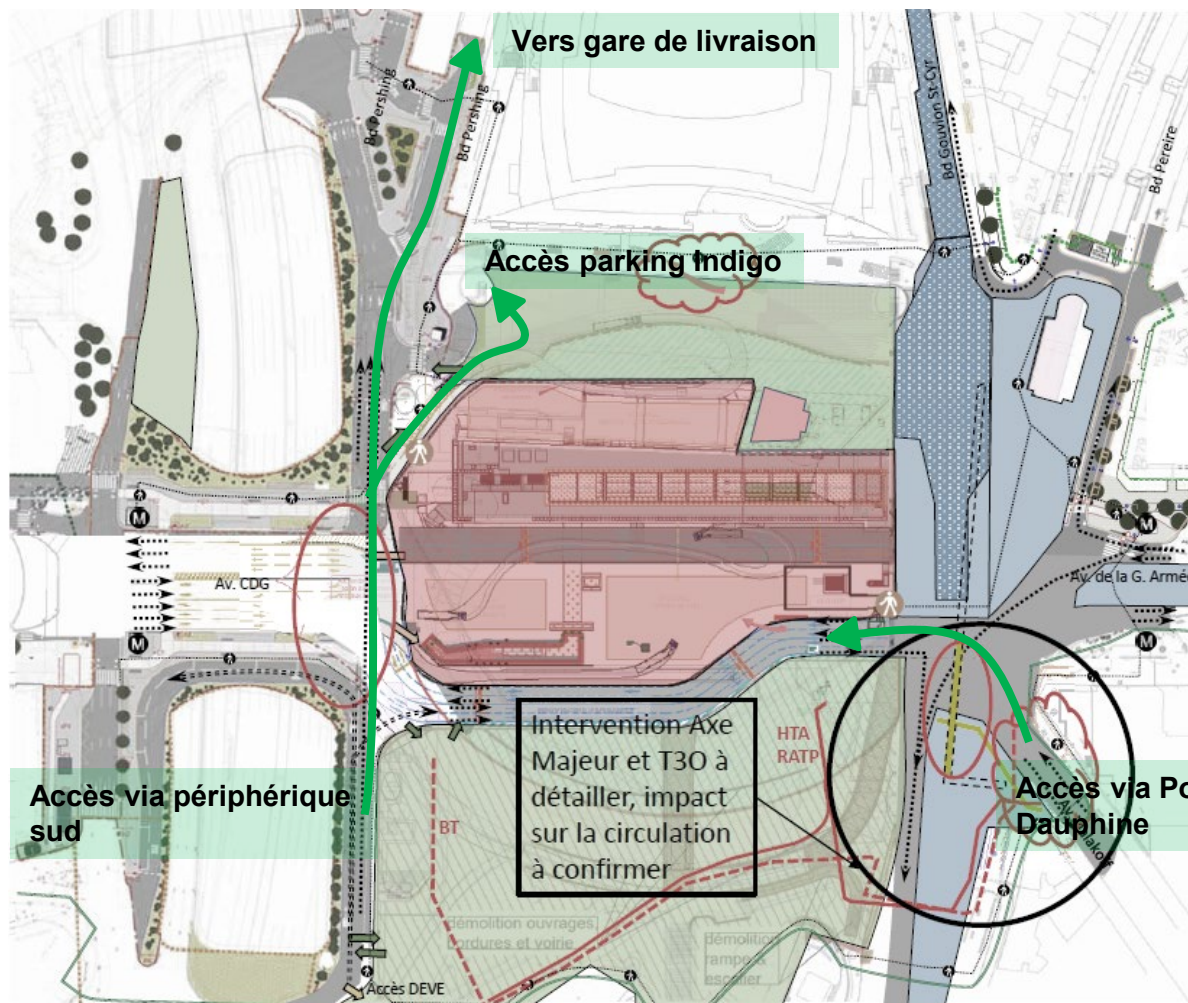 Vers gare de livraison
Bd Pershing
Bd Pershing
Bd Gouvion St-Cyr
Bd Pereire
Accès parking Indigo
M
M
Av. CDG
Av. de la G. Armé
M
M
Intervention Axe
Majeur et T3O à
détailler, impact
sur la circulation
à confirmer
HTA
RATP
BT
Accès via périphérique
sud
Accès via Po
Dauphine
démolition ouvrages,
bordures et voirie
démolition
rampe &
escalier
Accès DEVE